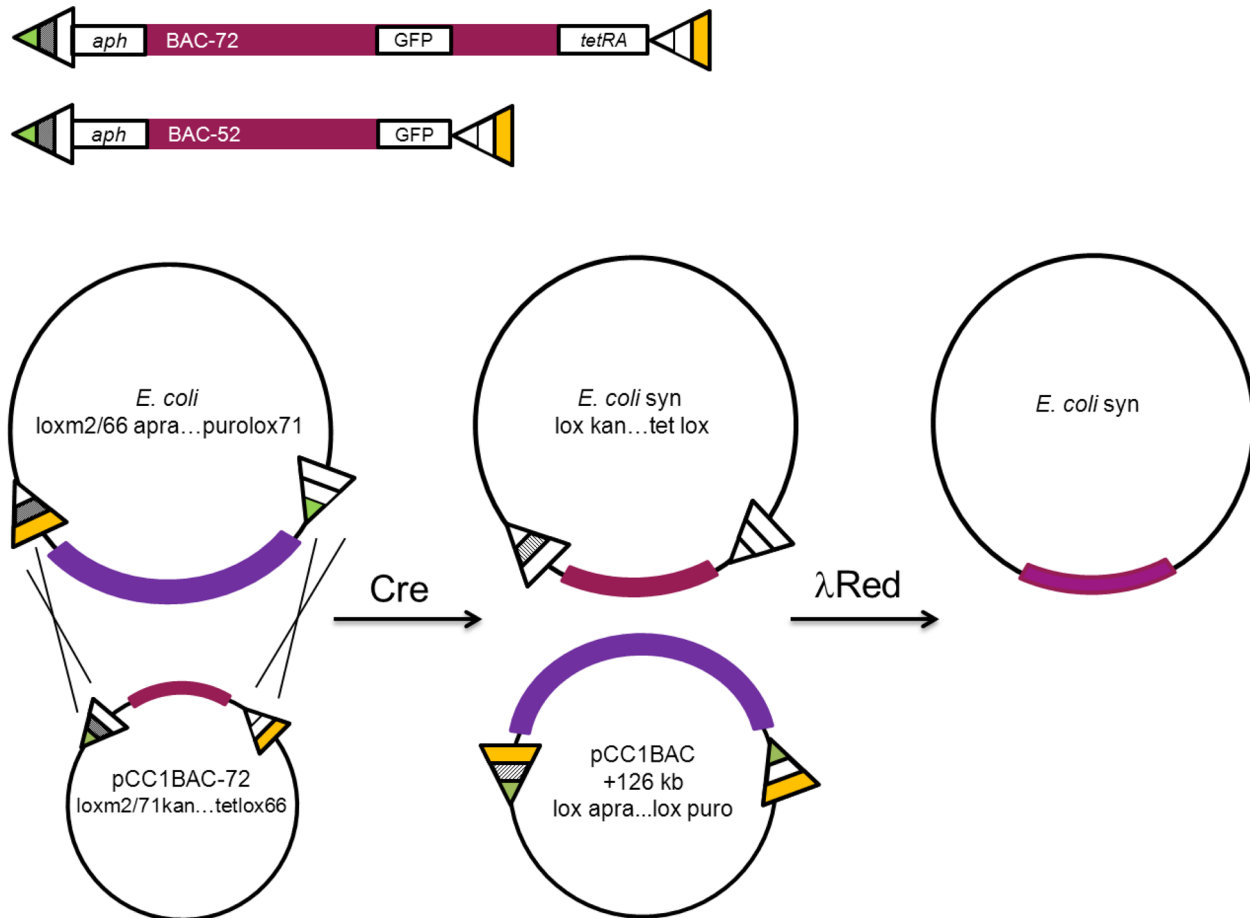 aph BAC-72 GFP tetRA
aph BAC-52 GFP
E. coli
loxm2/66 apra...purolox71
E. coli syn
lox kan...tet lox
E. coli syn
Cre
λRed
pCC1BAC-72
loxm2/71kan...tetlox66
pCC1BAC
+126 kb
lox apra...lox puro